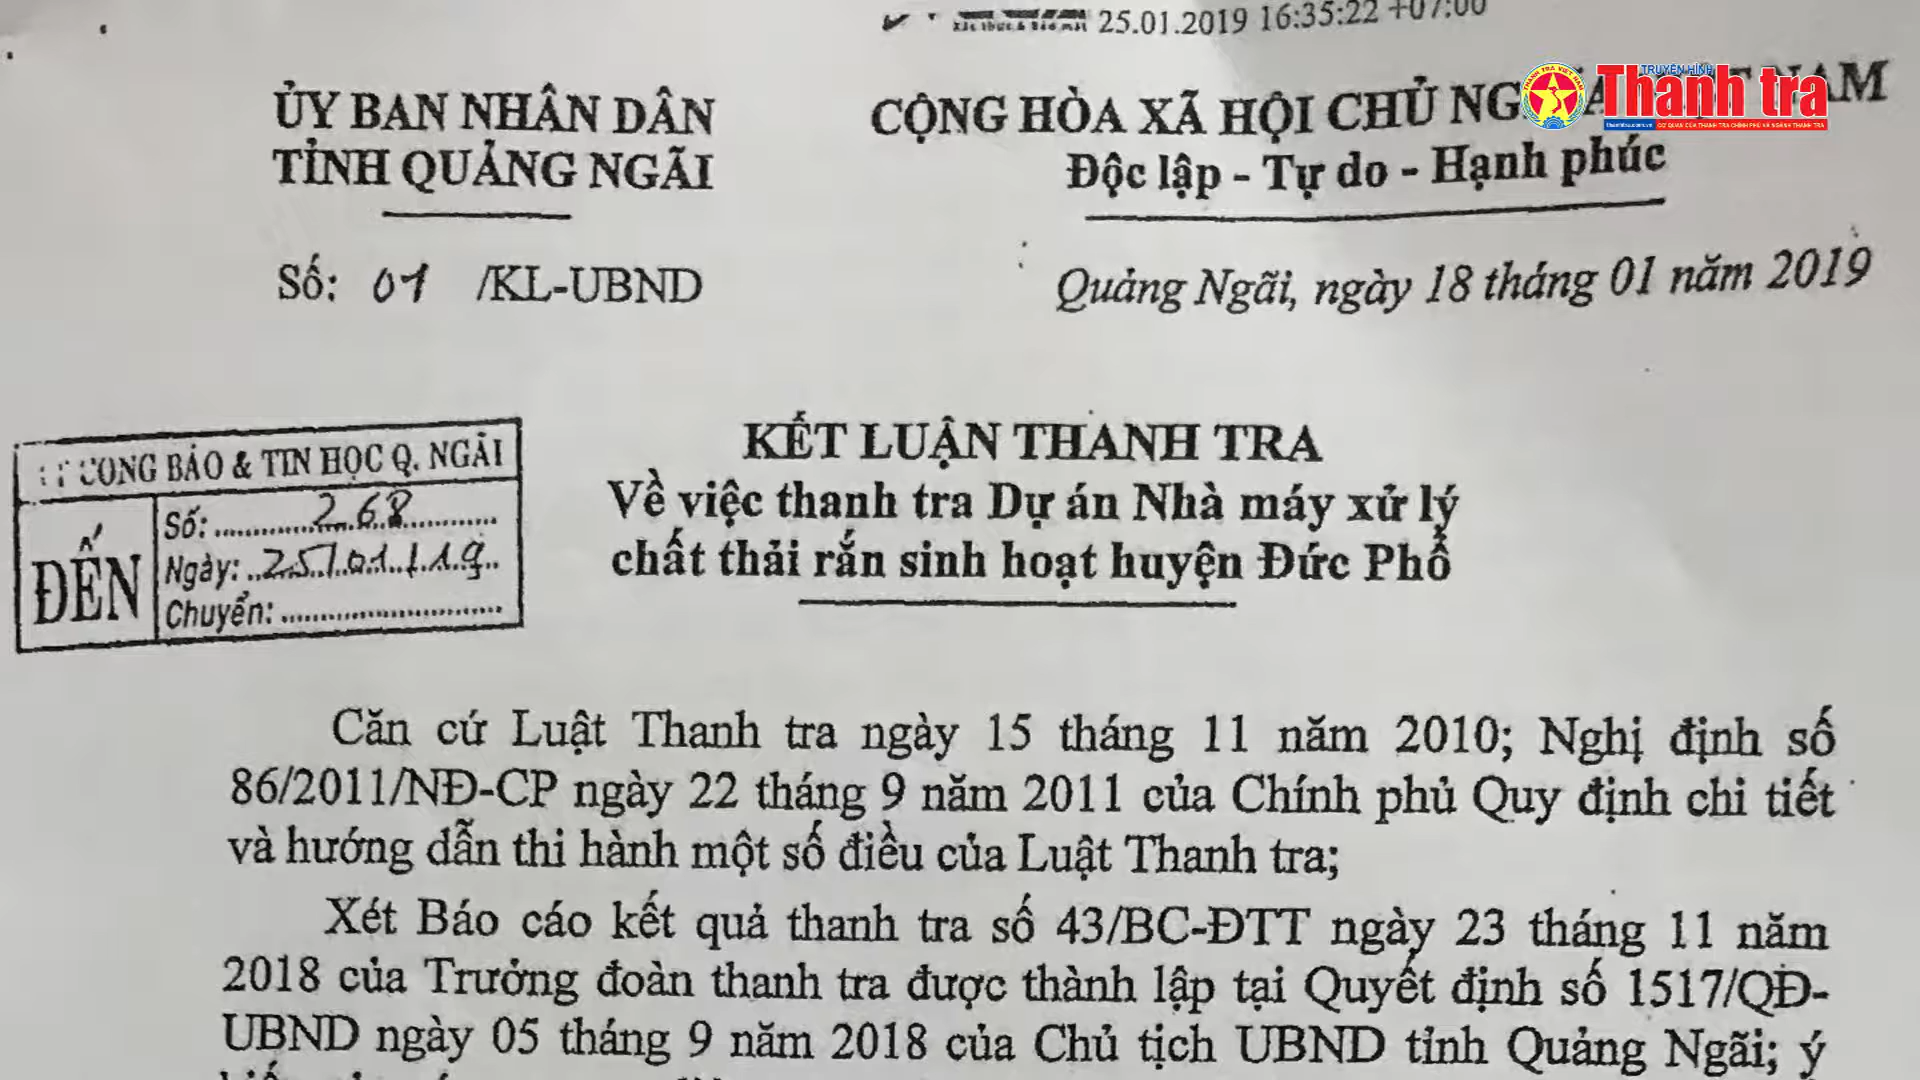 25.01.2019 16:35:22 +07:00
TRUYỀN HÌNH
Thanh tra
ỦY BAN NHÂN DÂN
TỈNH QUẢNG NGÃI
CỘNG HÒA XÃ HỘI CHỦ NAM
Độc lập - Tự do - Hạnh phúc
Số: 01 /KL-UBND
Quảng Ngãi, ngày 18 tháng 01 năm 2019
KẾT LUẬN THANH TRA
Về việc thanh tra Dự án Nhà máy xử lý
chất thải rắn sinh hoạt huyện Đức Phổ
BÁO & TIN HỌC Q. NGÃI
ĐẾN
Số: 268
Ngày: 25/01/19
Chuyển:
Căn cứ Luật Thanh tra ngày 15 tháng 11 năm 2010; Nghị định số
86/2011/NĐ-CP ngày 22 tháng 9 năm 2011 của Chính phủ Quy định chi tiết
và hướng dẫn thi hành một số điều của Luật Thanh tra;
Xét Báo cáo kết quả thanh tra số 43/BC-ĐTT ngày 23 tháng 11 năm
2018 của Trưởng đoàn thanh tra được thành lập tại Quyết định số 1517/QĐ-
UBND ngày 05 tháng 9 năm 2018 của Chủ tịch UBND tỉnh Quảng Ngãi; ý